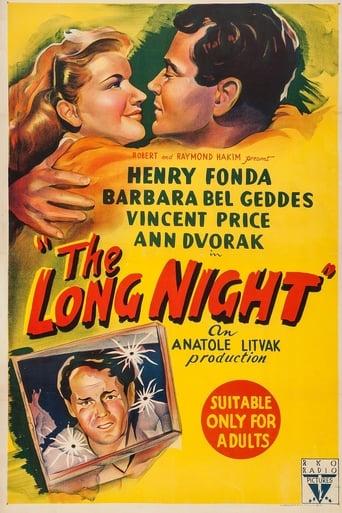 ROBERT and RAYMOND HAKIM present
HENRY FONDA
BARBARA BEL GEDDES
VINCENT PRICE
ANN DVORAK
in
"The
LONG NIGHT"
An
ANATOLE LITVAK
production
SUITABLE
ONLY FOR
ADULTS
RKO
RADIO
PICTURES